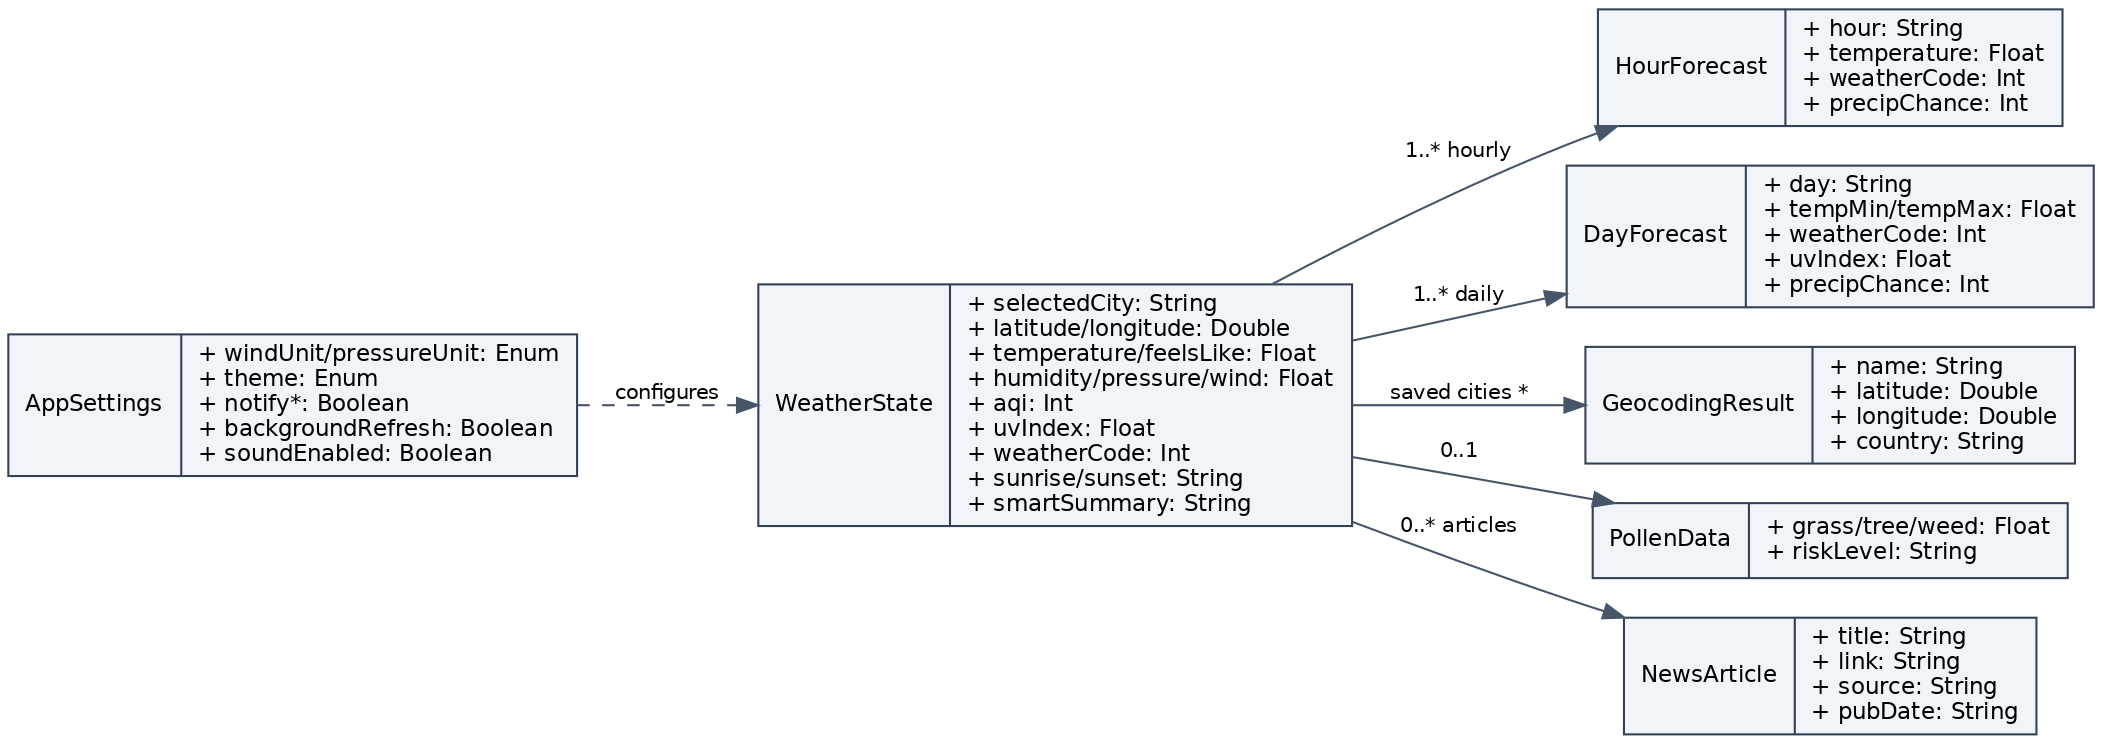 AppSettings
+ windUnit/pressureUnit: Enum
+ theme: Enum
+ notify*: Boolean
+ backgroundRefresh: Boolean
+ soundEnabled: Boolean
configures
WeatherState
+ selectedCity: String
+ latitude/longitude: Double
+ temperature/feelsLike: Float
+ humidity/pressure/wind: Float
+ aqi: Int
+ uvIndex: Float
+ weatherCode: Int
+ sunrise/sunset: String
+ smartSummary: String
1..* hourly
HourForecast
+ hour: String
+ temperature: Float
+ weatherCode: Int
+ precipChance: Int
1..* daily
DayForecast
+ day: String
+ tempMin/tempMax: Float
+ weatherCode: Int
+ uvIndex: Float
+ precipChance: Int
saved cities *
GeocodingResult
+ name: String
+ latitude: Double
+ longitude: Double
+ country: String
0..1
PollenData
+ grass/tree/weed: Float
+ riskLevel: String
0..* articles
NewsArticle
+ title: String
+ link: String
+ source: String
+ pubDate: String